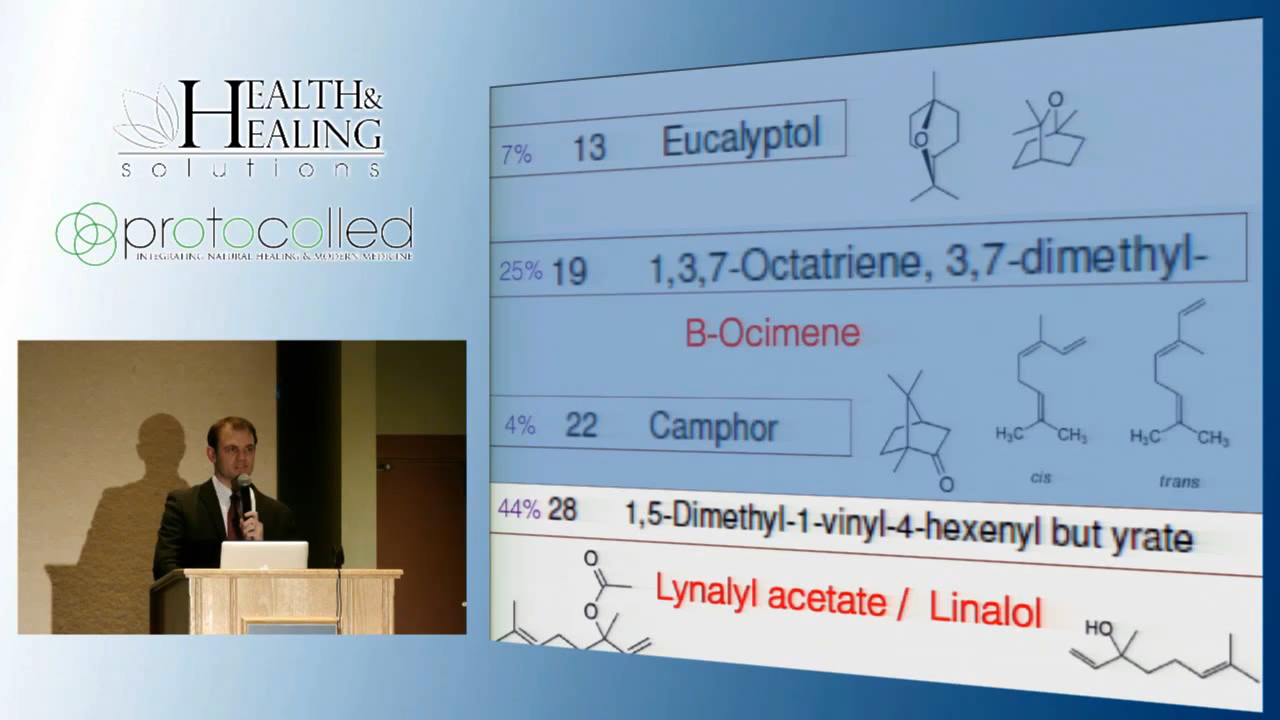 HEALTH&
HEALING
solutions
protocolled
INTEGRATING NATURAL HEALING & MODERN MEDICINE
7% 13 Eucalyptol
O O
25% 19 1,3,7-Octatriene, 3,7-dimethyl-
B-Ocimene
4% 22 Camphor
O
H₃C CH₃ H₃C CH₃
cis trans
44% 28 1,5-Dimethyl-1-vinyl-4-hexenyl but yrate
O
O
Lynalyl acetate / Linalol
HO